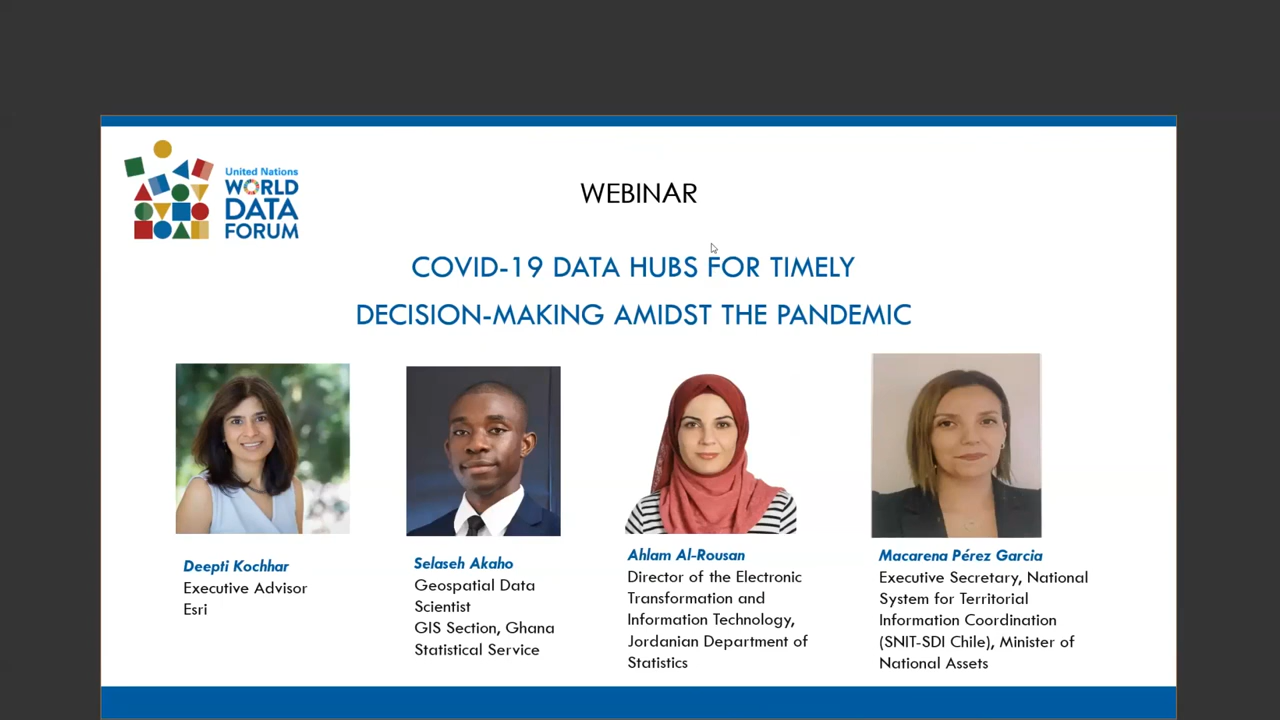 United Nations
WORLD
DATA
FORUM
WEBINAR
COVID-19 DATA HUBS FOR TIMELY
DECISION-MAKING AMIDST THE PANDEMIC
Deepti Kochhar
Executive Advisor
Esri
Selaseh Akaho
Geospatial Data
Scientist
GIS Section, Ghana
Statistical Service
Ahlam Al-Rousan
Director of the Electronic
Transformation and
Information Technology,
Jordanian Department of
Statistics
Macarena Pérez Garcia
Executive Secretary, National
System for Territorial
Information Coordination
(SNIT-SDI Chile), Minister of
National Assets